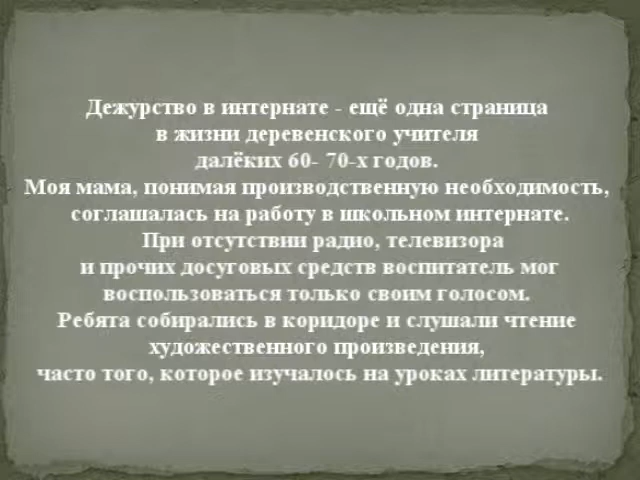 Дежурство в интернате - ещё одна страница
в жизни деревенского учителя
далёких 60- 70-х годов.
Моя мама, понимая производственную необходимость,
соглашалась на работу в школьном интернате.
При отсутствии радио, телевизора
и прочих досуговых средств воспитатель мог
воспользоваться только своим голосом.
Ребята собирались в коридоре и слушали чтение
художественного произведения,
часто того, которое изучалось на уроках литературы.